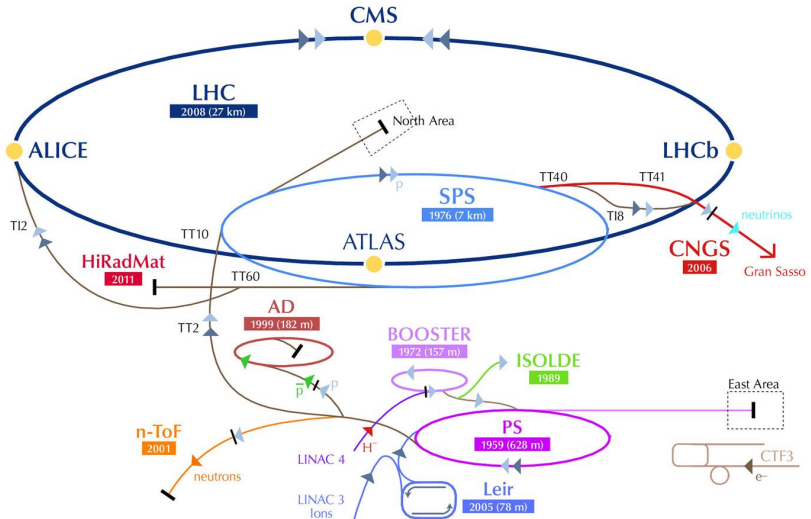 CMS
LHC
2008 (27 km)
North Area
ALICE
LHCb
TT40
TT41
p
SPS
1976 (7 km)
TI8
neutrinos
TI2
TT10
ATLAS
CNGS
2006
Gran Sasso
HiRadMat
2011
TT60
AD
1999 (182 m)
TT2
BOOSTER
1972 (157 m)
ISOLDE
1989
p̅
p
East Area
n-ToF
2001
PS
1959 (628 m)
LINAC 4
H⁻
neutrons
CTF3
e–
LINAC 3
Ions
Leir
2005 (78 m)